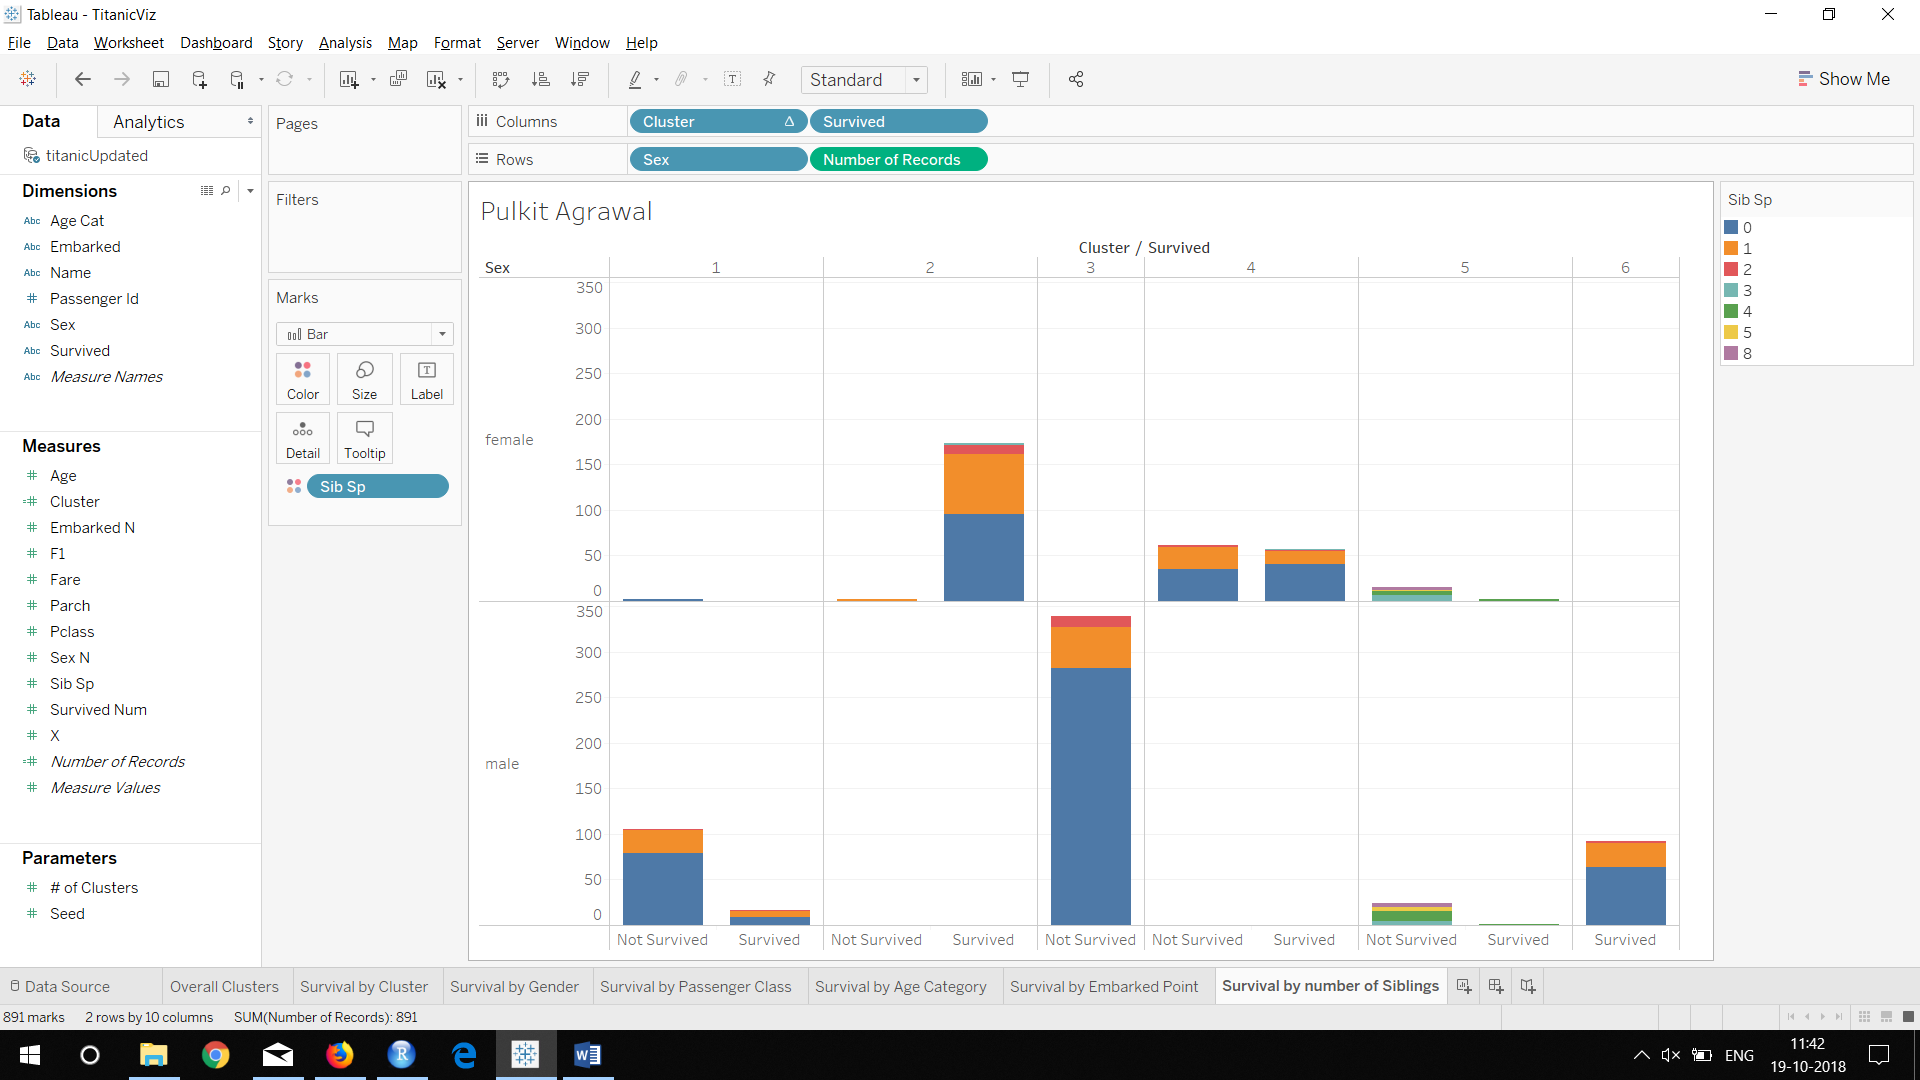 Tableau - TitanicViz
File Data Worksheet Dashboard Story Analysis Map Format Server Window Help
Standard
Show Me
Data Analytics
titanicUpdated
Dimensions
Abc Age Cat
Abc Embarked
Abc Name
# Passenger Id
Abc Sex
Abc Survived
Abc Measure Names
Measures
# Age
=# Cluster
# Embarked N
# F1
# Fare
# Parch
# Pclass
# Sex N
# Sib Sp
# Survived Num
# X
=# Number of Records
# Measure Values
Parameters
# # of Clusters
# Seed
Pages
Filters
Marks
Bar
Color Size Label
Detail Tooltip
Sib Sp
Columns Cluster Δ Survived
Rows Sex Number of Records
Pulkit Agrawal
Cluster / Survived
Sex 1 2 3 4 5 6
350
300
250
200
female
150
100
50
0
350
300
250
200
male
150
100
50
0
Not Survived Survived Not Survived Survived Not Survived Not Survived Survived Not Survived Survived Survived
Sib Sp
0
1
2
3
4
5
8
Data Source Overall Clusters Survival by Cluster Survival by Gender Survival by Passenger Class Survival by Age Category Survival by Embarked Point Survival by number of Siblings
891 marks 2 rows by 10 columns SUM(Number of Records): 891
ENG
11:42
19-10-2018